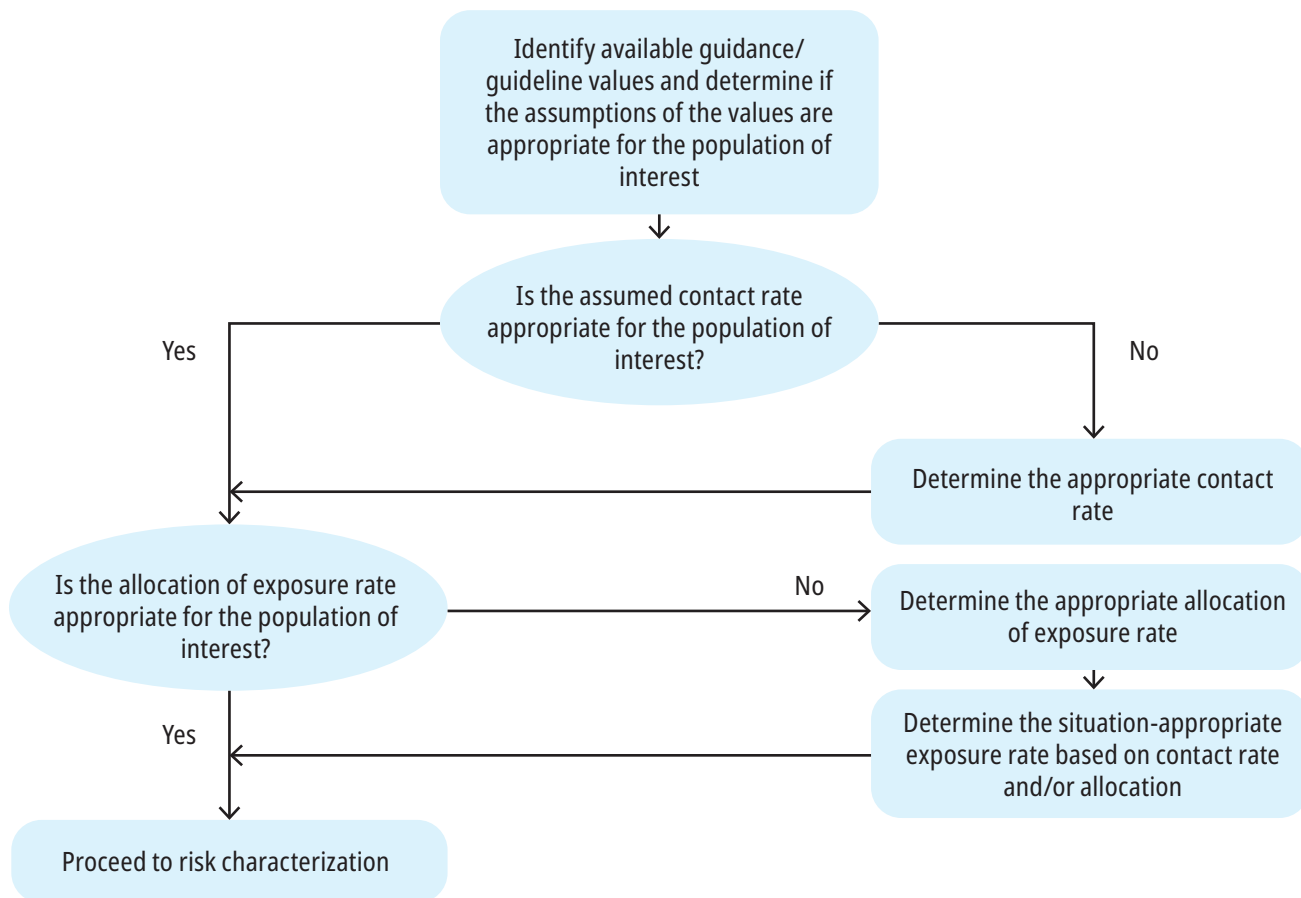 Identify available guidance/
guideline values and determine if
the assumptions of the values are
appropriate for the population of
interest
Is the assumed contact rate
appropriate for the population of
interest?
Yes
No
Determine the appropriate contact
rate
Is the allocation of exposure rate
appropriate for the population of
interest?
No
Determine the appropriate allocation
of exposure rate
Yes
Determine the situation-appropriate
exposure rate based on contact rate
and/or allocation
Proceed to risk characterization